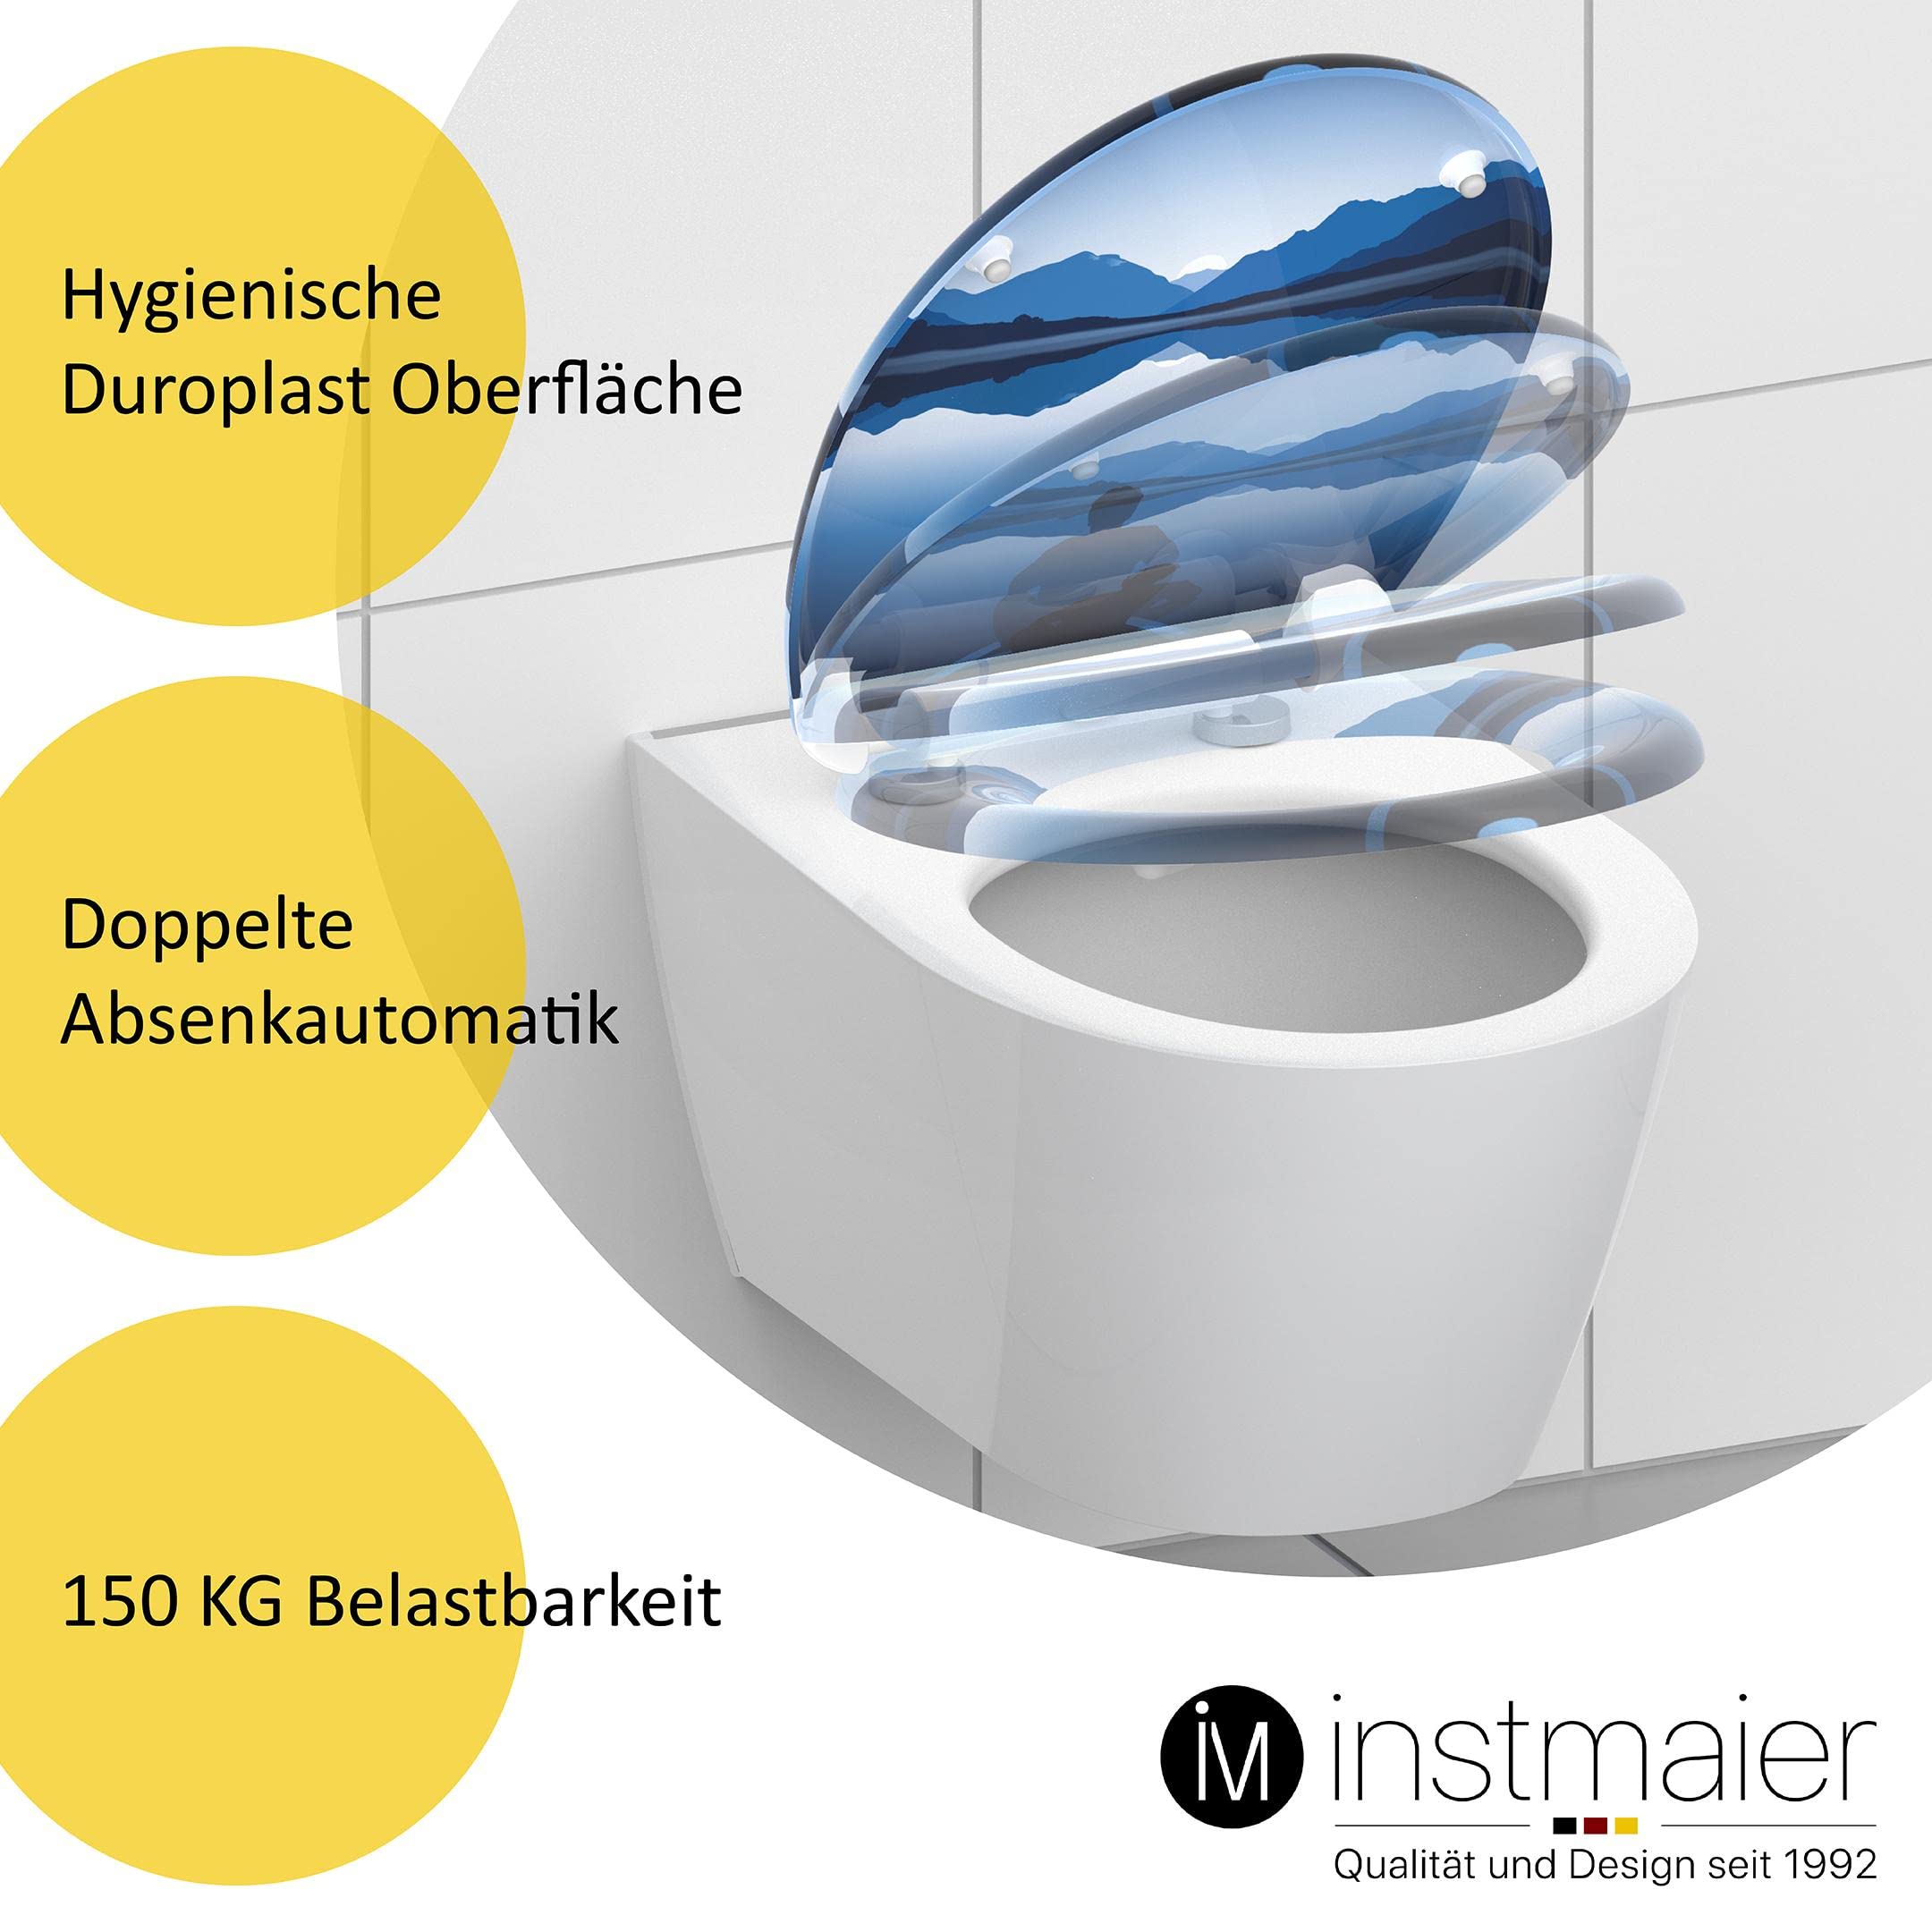 Hygienische
Duroplast Oberfläche
Doppelte
Absenkautomatik
150 KG Belastbarkeit
iM instmaier
Qualität und Design seit 1992